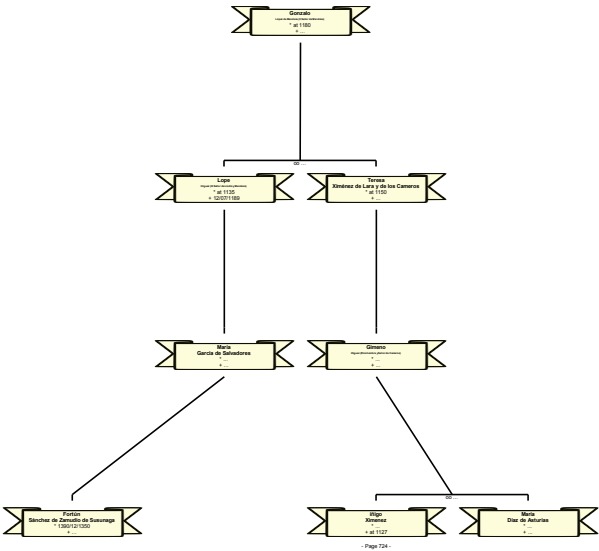 Gonzalo
* at 1180
+ ...
oo ...
Lope
* at 1135
+ 12/07/1189
Teresa
Ximénez de Lara y de los Cameros
* at 1150
+ ...
María
García de Salvadores
* ...
+ ...
Gimeno
* ...
+ ...
oo ...
Fortún
Sánchez de Zamudio de Susunaga
* 1390/12/1350
+ ...
Iñigo
Ximenez
* ...
+ at 1127
María
Díaz de Asturias
* ...
+ ...
- Page 724 -